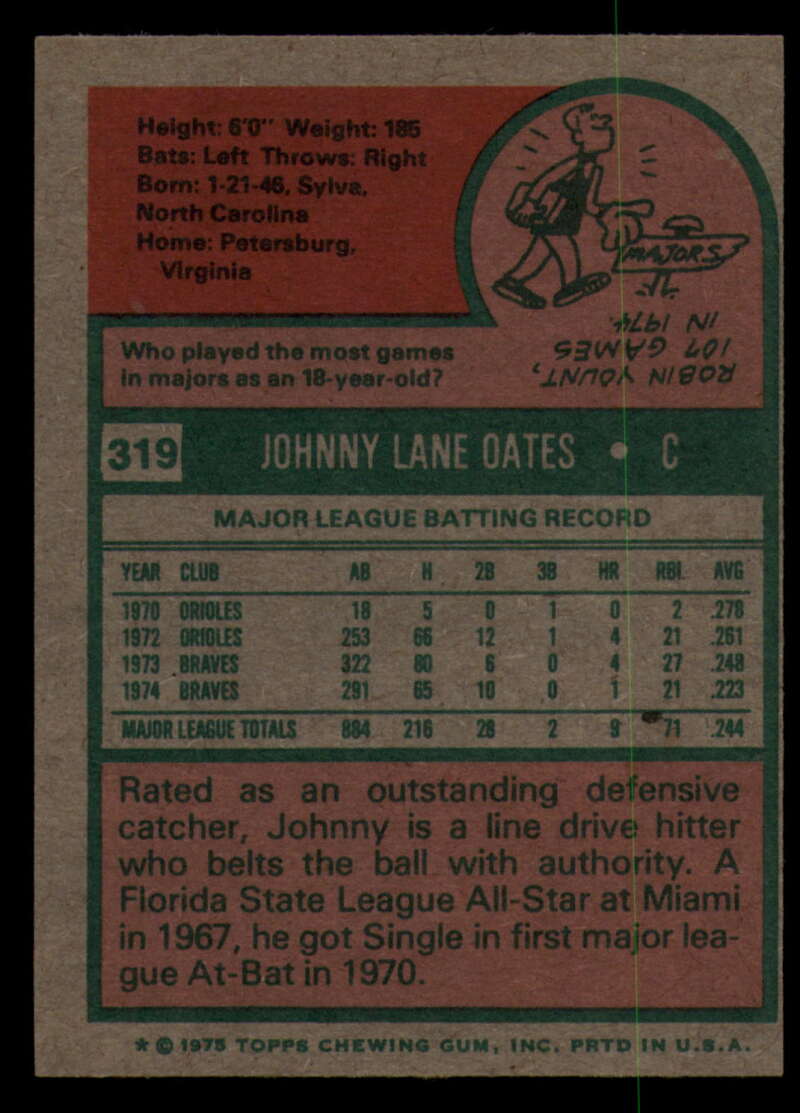 Height: 6'0" Weight: 185
Bats: Left Throws: Right
Born: 1-21-46, Sylva,
North Carolina
Home: Petersburg,
Virginia
MAJORS
Who played the most games
in majors as an 18-year-old?
ROBIN YOUNT,
107 GAMES
IN 1974.
319 JOHNNY LANE OATES • C
MAJOR LEAGUE BATTING RECORD
YEAR CLUB AB H 2B 3B HR RBI AVG
1970 ORIOLES 18 5 0 1 0 2 .278
1972 ORIOLES 253 66 12 1 4 21 .261
1973 BRAVES 322 80 6 0 4 27 .248
1974 BRAVES 291 65 10 0 1 21 .223
MAJOR LEAGUE TOTALS 884 216 28 2 9 71 .244
Rated as an outstanding defensive
catcher, Johnny is a line drive hitter
who belts the ball with authority. A
Florida State League All-Star at Miami
in 1967, he got Single in first major lea-
gue At-Bat in 1970.
* © 1975 TOPPS CHEWING GUM, INC. PRTD IN U.S.A.